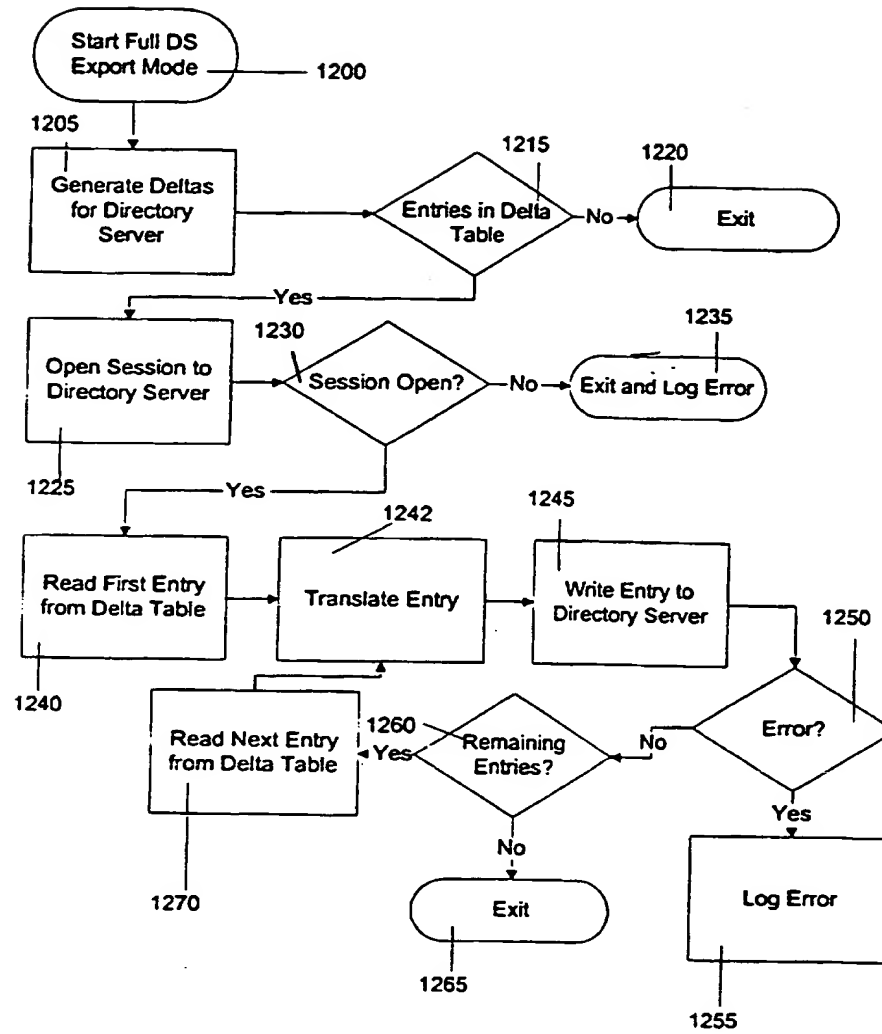 Start Full DS
Export Mode
1200
1205
1215
1220
Generate Deltas
for Directory
Server
Entries in Delta
Table
No
Exit
Yes
1230
1235
Open Session to
Directory Server
Session Open?
No
Exit and Log Error
1225
Yes
1242
1245
Read First Entry
from Delta Table
Translate Entry
Write Entry to
Directory Server
1250
1240
1260
Read Next Entry
from Delta Table
Yes
Remaining
Entries?
No
Error?
Yes
No
1270
Exit
Log Error
1265
1255